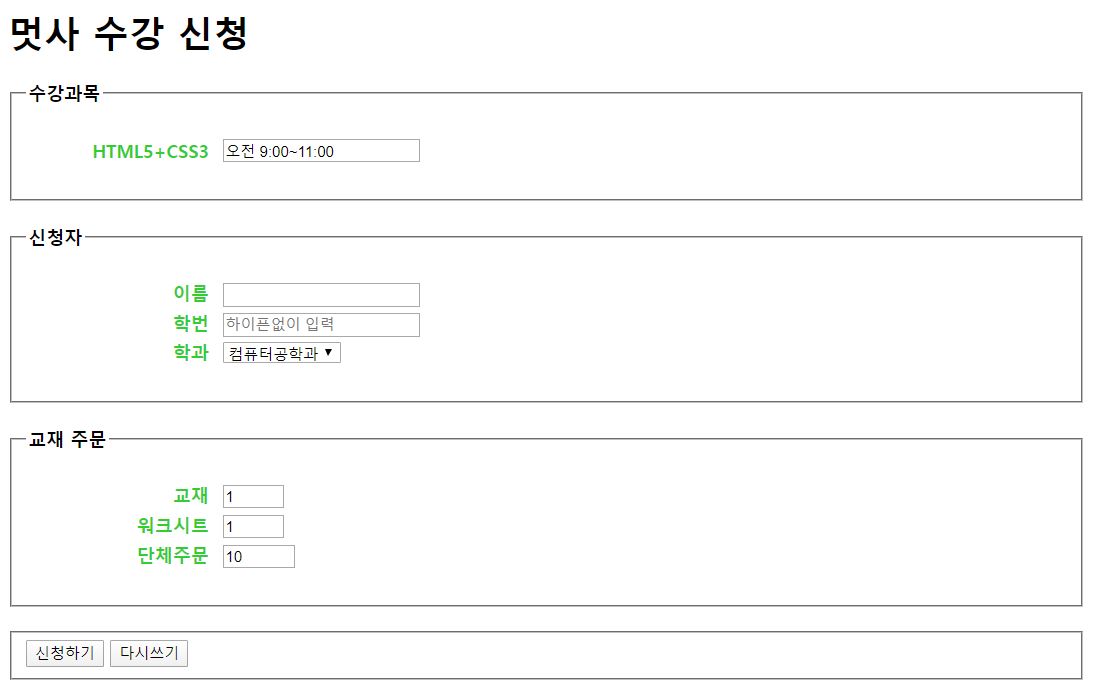 멋사 수강 신청
수강과목
HTML5+CSS3 오전 9:00~11:00
신청자
이름
학번 하이픈없이 입력
학과 컴퓨터공학과
교재 주문
교재 1
워크시트 1
단체주문 10
신청하기 다시쓰기